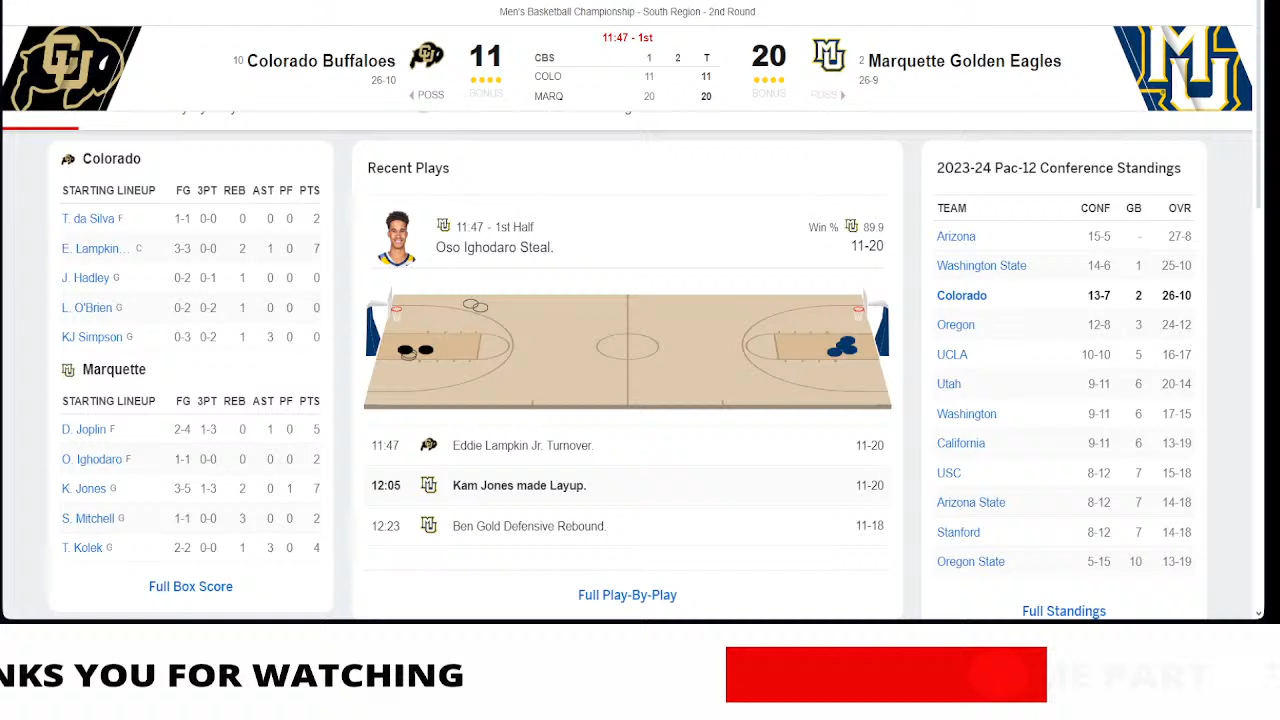 Men's Basketball Championship - South Region - 2nd Round
10 Colorado Buffaloes
26-10
11
POSS
BONUS
11:47 - 1st
CBS 1 2 T
COLO 11 11
MARQ 20 20
20
BONUS
POSS
2 Marquette Golden Eagles
26-9
Colorado
STARTING LINEUP FG 3PT REB AST PF PTS
T. da Silva F 1-1 0-0 0 0 0 2
E. Lampkin... C 3-3 0-0 2 1 0 7
J. Hadley G 0-2 0-1 1 0 0 0
L. O'Brien G 0-2 0-2 1 0 0 0
KJ Simpson G 0-3 0-2 1 3 0 0
Marquette
STARTING LINEUP FG 3PT REB AST PF PTS
D. Joplin F 2-4 1-3 0 1 0 5
O. Ighodaro F 1-1 0-0 0 0 0 2
K. Jones G 3-5 1-3 2 0 1 7
S. Mitchell G 1-1 0-0 3 0 0 2
T. Kolek G 2-2 0-0 1 3 0 4
Full Box Score
Recent Plays
11:47 - 1st Half
Oso Ighodaro Steal.
Win % 89.9
11-20
11:47 Eddie Lampkin Jr. Turnover. 11-20
12:05 Kam Jones made Layup. 11-20
12:23 Ben Gold Defensive Rebound. 11-18
Full Play-By-Play
2023-24 Pac-12 Conference Standings
TEAM CONF GB OVR
Arizona 15-5 - 27-8
Washington State 14-6 1 25-10
Colorado 13-7 2 26-10
Oregon 12-8 3 24-12
UCLA 10-10 5 16-17
Utah 9-11 6 20-14
Washington 9-11 6 17-15
California 9-11 6 13-19
USC 8-12 7 15-18
Arizona State 8-12 7 14-18
Stanford 8-12 7 14-18
Oregon State 5-15 10 13-19
Full Standings
NKS YOU FOR WATCHING
ME PART